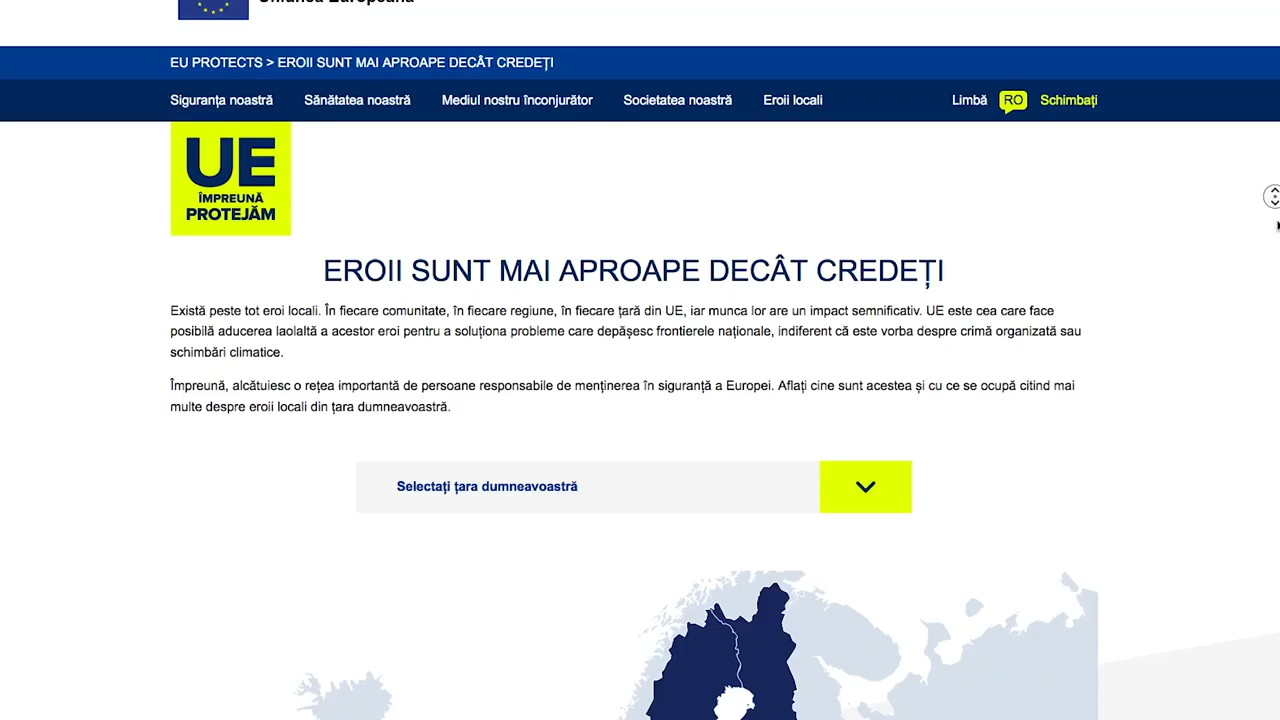 Uniunea Europeană
EU PROTECTS > EROII SUNT MAI APROAPE DECÂT CREDEȚI
Siguranța noastră Sănătatea noastră Mediul nostru înconjurător Societatea noastră Eroii locali Limbă RO Schimbați
UE
ÎMPREUNĂ
PROTEJĂM
EROII SUNT MAI APROAPE DECÂT CREDEȚI
Există peste tot eroi locali. În fiecare comunitate, în fiecare regiune, în fiecare țară din UE, iar munca lor are un impact semnificativ. UE este cea care face
posibilă aducerea laolaltă a acestor eroi pentru a soluționa probleme care depășesc frontierele naționale, indiferent că este vorba despre crimă organizată sau
schimbări climatice.
Împreună, alcătuiesc o rețea importantă de persoane responsabile de menținerea în siguranță a Europei. Aflați cine sunt acestea și cu ce se ocupă citind mai
multe despre eroii locali din țara dumneavoastră.
Selectați țara dumneavoastră